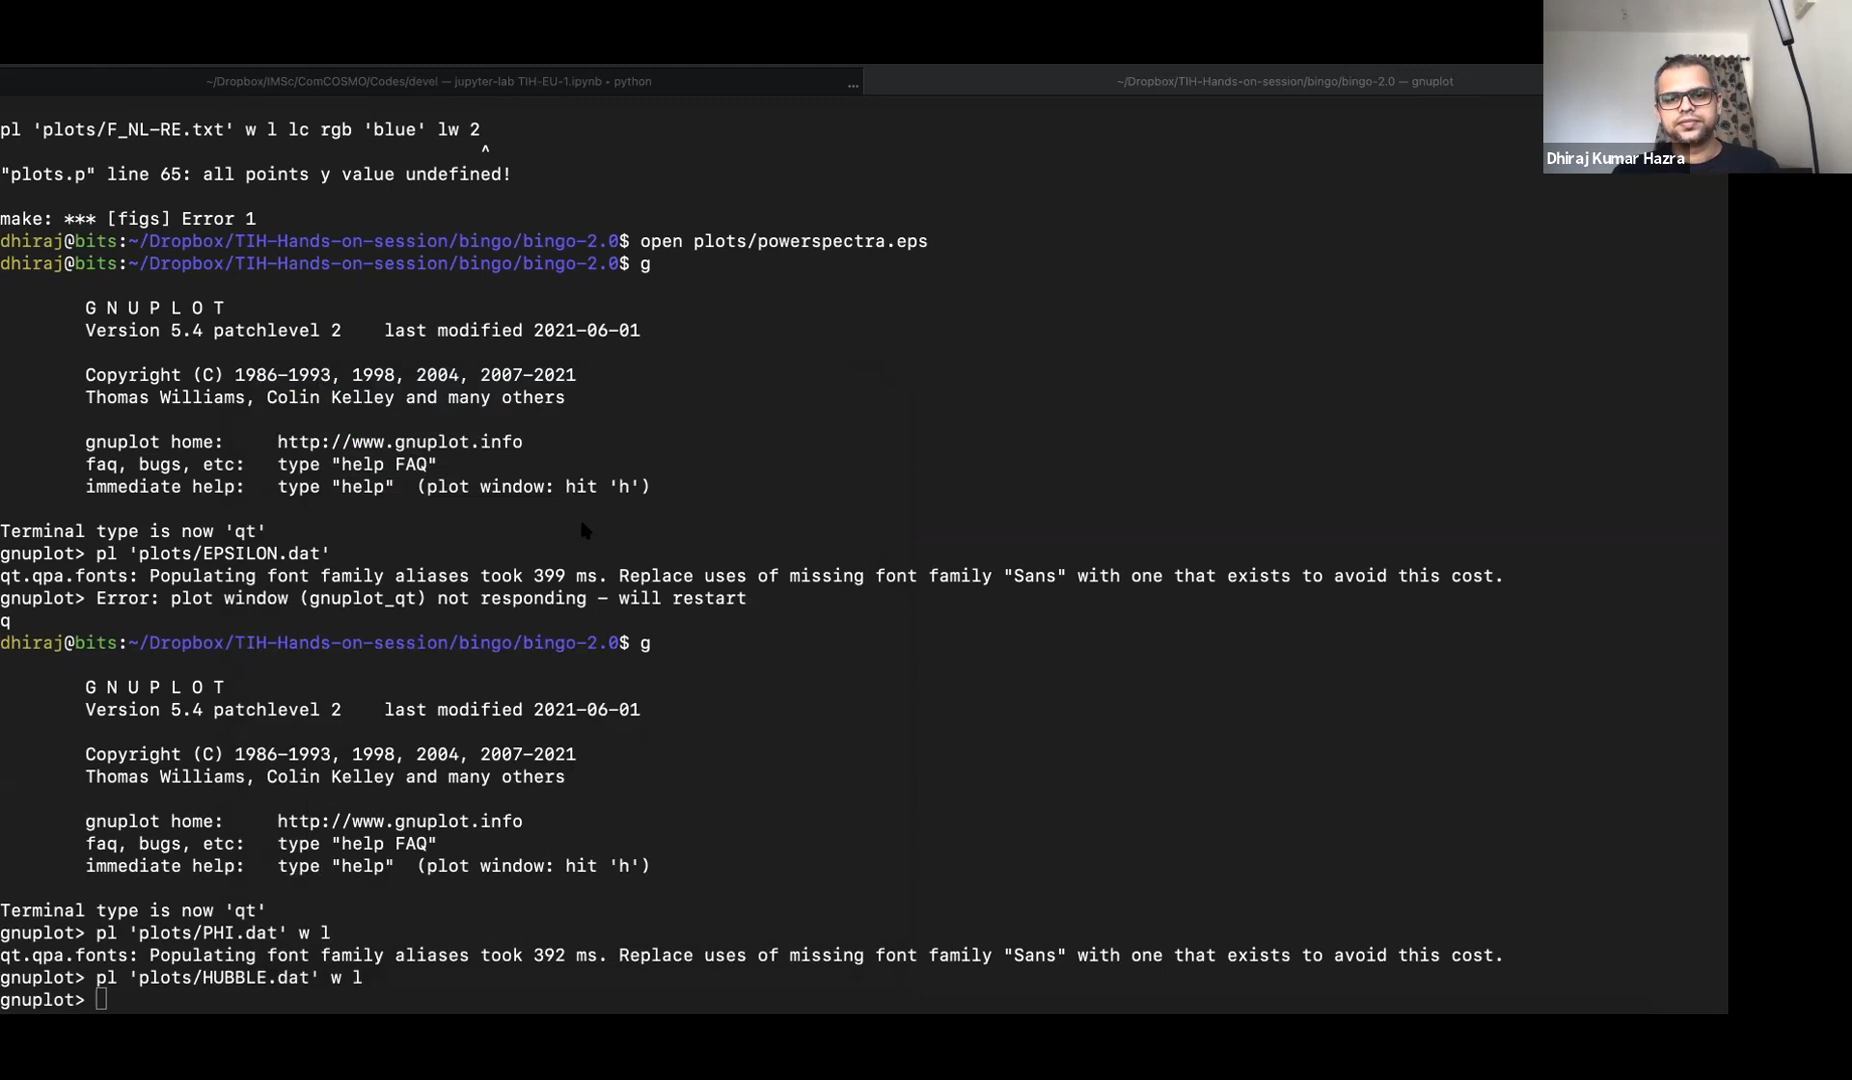 ~/Dropbox/IMSc/ComCOSMO/Codes/devel — jupyter-lab TIH-EU-1.ipynb • python
...
~/Dropbox/TIH-Hands-on-session/bingo/bingo-2.0 — gnuplot
pl 'plots/F_NL-RE.txt' w l lc rgb 'blue' lw 2
^
"plots.p" line 65: all points y value undefined!
Dhiraj Kumar Hazra
make: *** [figs] Error 1
dhiraj@bits:~/Dropbox/TIH-Hands-on-session/bingo/bingo-2.0$ open plots/powerspectra.eps
dhiraj@bits:~/Dropbox/TIH-Hands-on-session/bingo/bingo-2.0$ g
G N U P L O T
Version 5.4 patchlevel 2    last modified 2021-06-01
Copyright (C) 1986-1993, 1998, 2004, 2007-2021
Thomas Williams, Colin Kelley and many others
gnuplot home:     http://www.gnuplot.info
faq, bugs, etc:   type "help FAQ"
immediate help:   type "help"  (plot window: hit 'h')
Terminal type is now 'qt'
gnuplot> pl 'plots/EPSILON.dat'
qt.qpa.fonts: Populating font family aliases took 399 ms. Replace uses of missing font family "Sans" with one that exists to avoid this cost.
gnuplot> Error: plot window (gnuplot_qt) not responding - will restart
q
dhiraj@bits:~/Dropbox/TIH-Hands-on-session/bingo/bingo-2.0$ g
G N U P L O T
Version 5.4 patchlevel 2    last modified 2021-06-01
Copyright (C) 1986-1993, 1998, 2004, 2007-2021
Thomas Williams, Colin Kelley and many others
gnuplot home:     http://www.gnuplot.info
faq, bugs, etc:   type "help FAQ"
immediate help:   type "help"  (plot window: hit 'h')
Terminal type is now 'qt'
gnuplot> pl 'plots/PHI.dat' w l
qt.qpa.fonts: Populating font family aliases took 392 ms. Replace uses of missing font family "Sans" with one that exists to avoid this cost.
gnuplot> pl 'plots/HUBBLE.dat' w l
gnuplot>